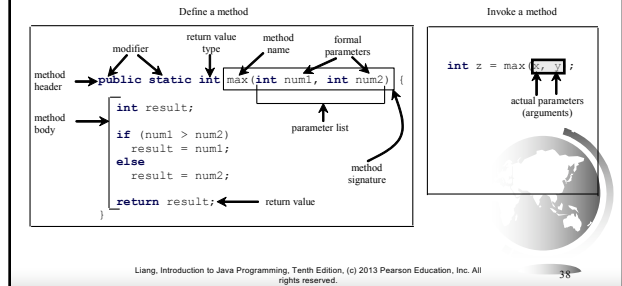 Define a method
Invoke a method
modifier
return value type
method name
formal parameters
method header
public static int max(int num1, int num2) {
int z = max(x, y);
actual parameters (arguments)
method body
int result;
parameter list
if (num1 > num2)
result = num1;
else
result = num2;
method signature
return result;
return value
}
Liang, Introduction to Java Programming, Tenth Edition, (c) 2013 Pearson Education, Inc. All
rights reserved.
38